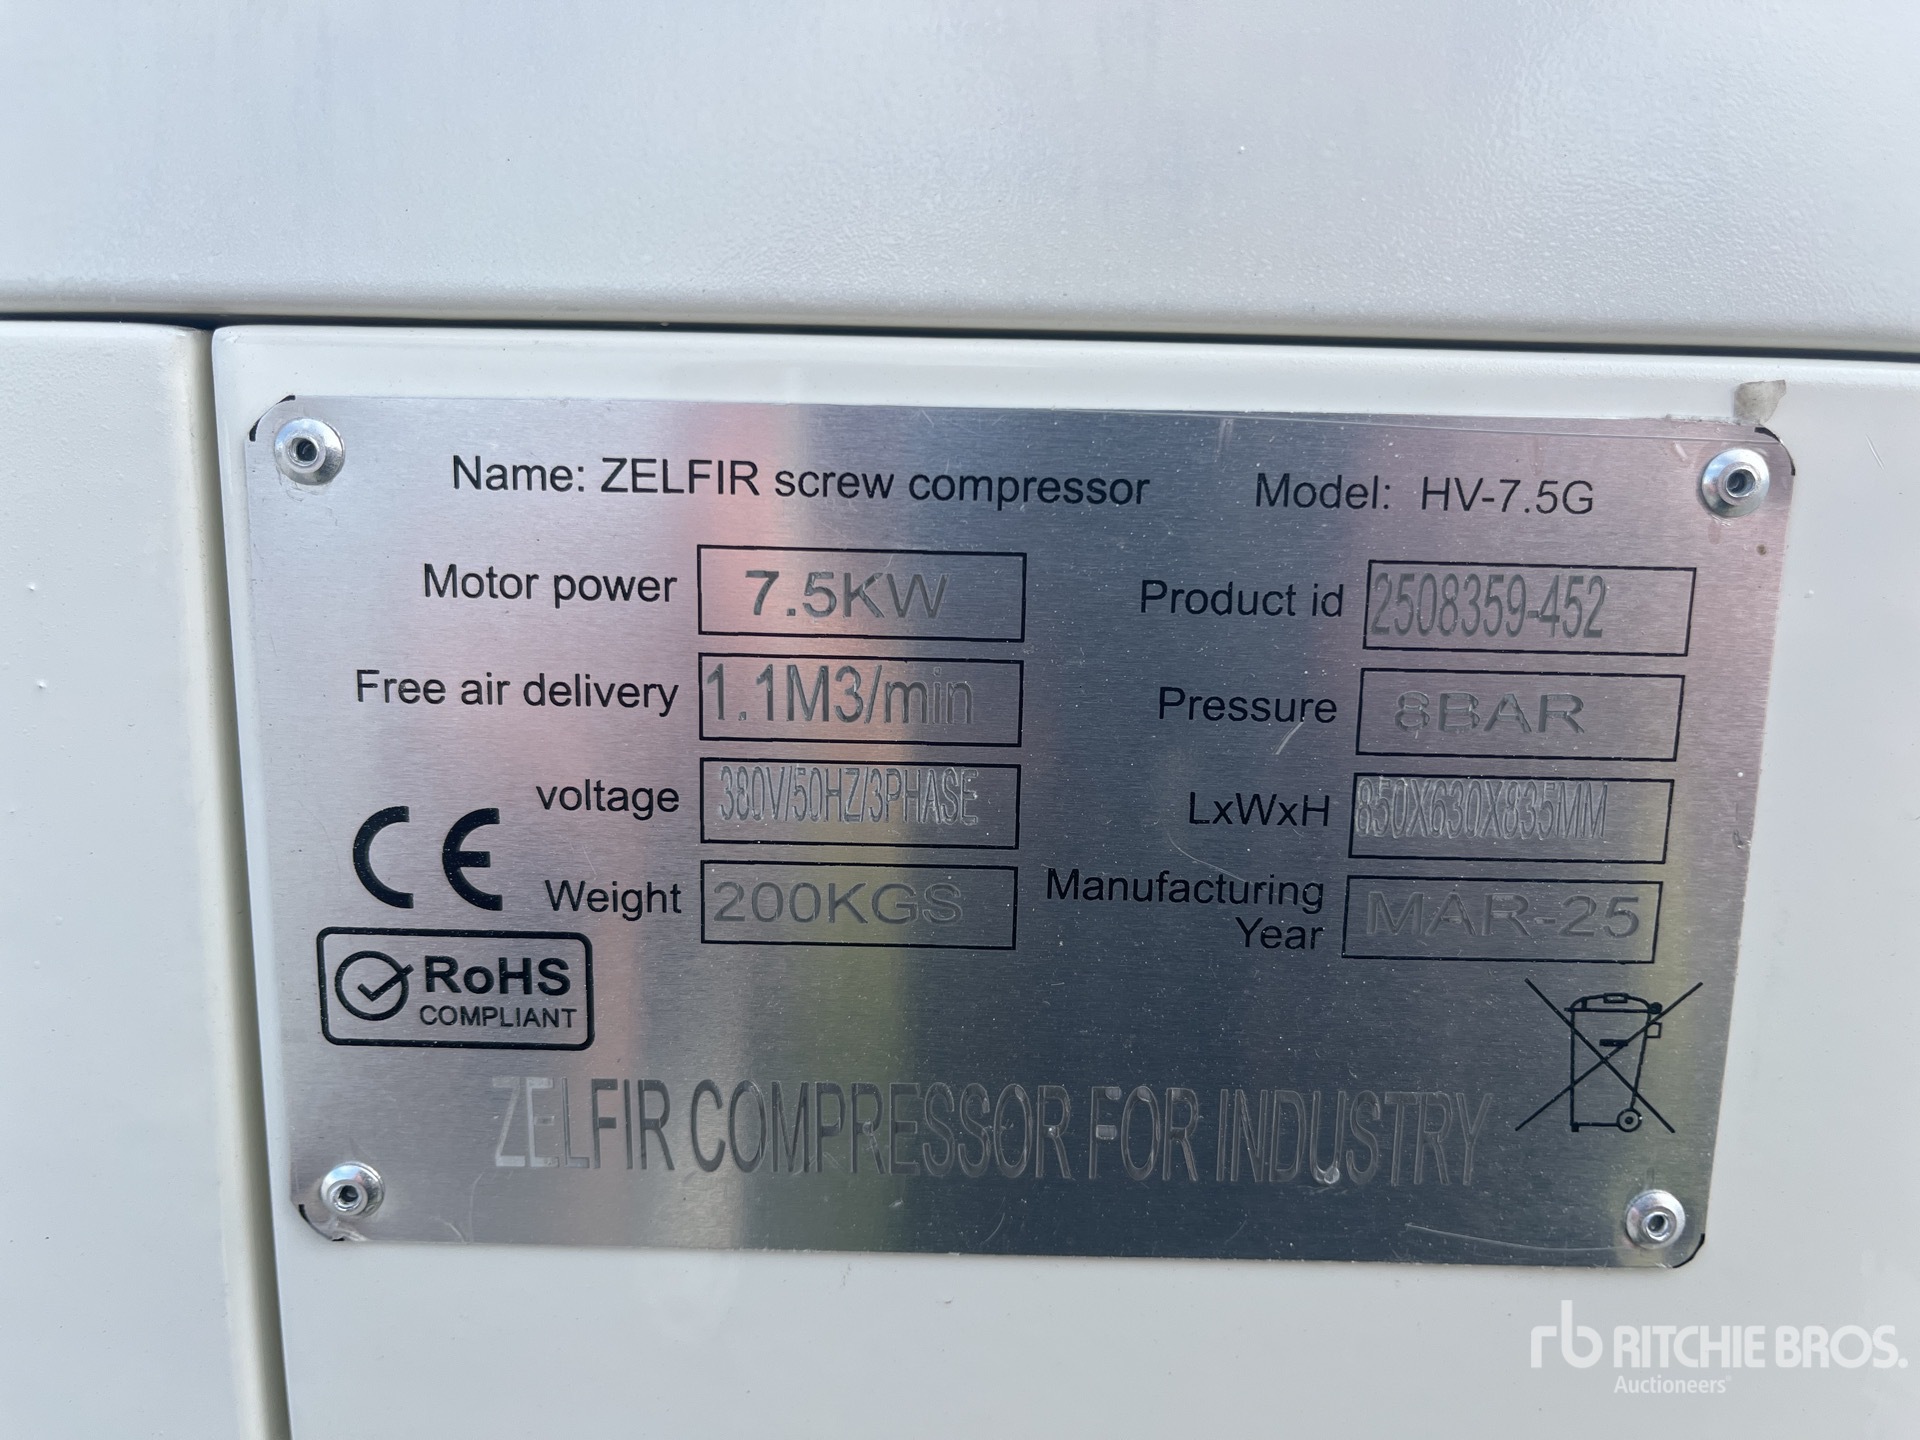 Name: ZELFIR screw compressor Model: HV-7.5G
Motor power 7.5KW Product id 2508359-452
Free air delivery 1.1M3/min Pressure 8BAR
voltage 380V/50HZ/3PHASE LxWxH 850X630X835MM
CE Weight 200KGS Manufacturing Year MAR-25
RoHS
COMPLIANT
ZELFIR COMPRESSOR FOR INDUSTRY
rb RITCHIE BROS.
Auctioneers